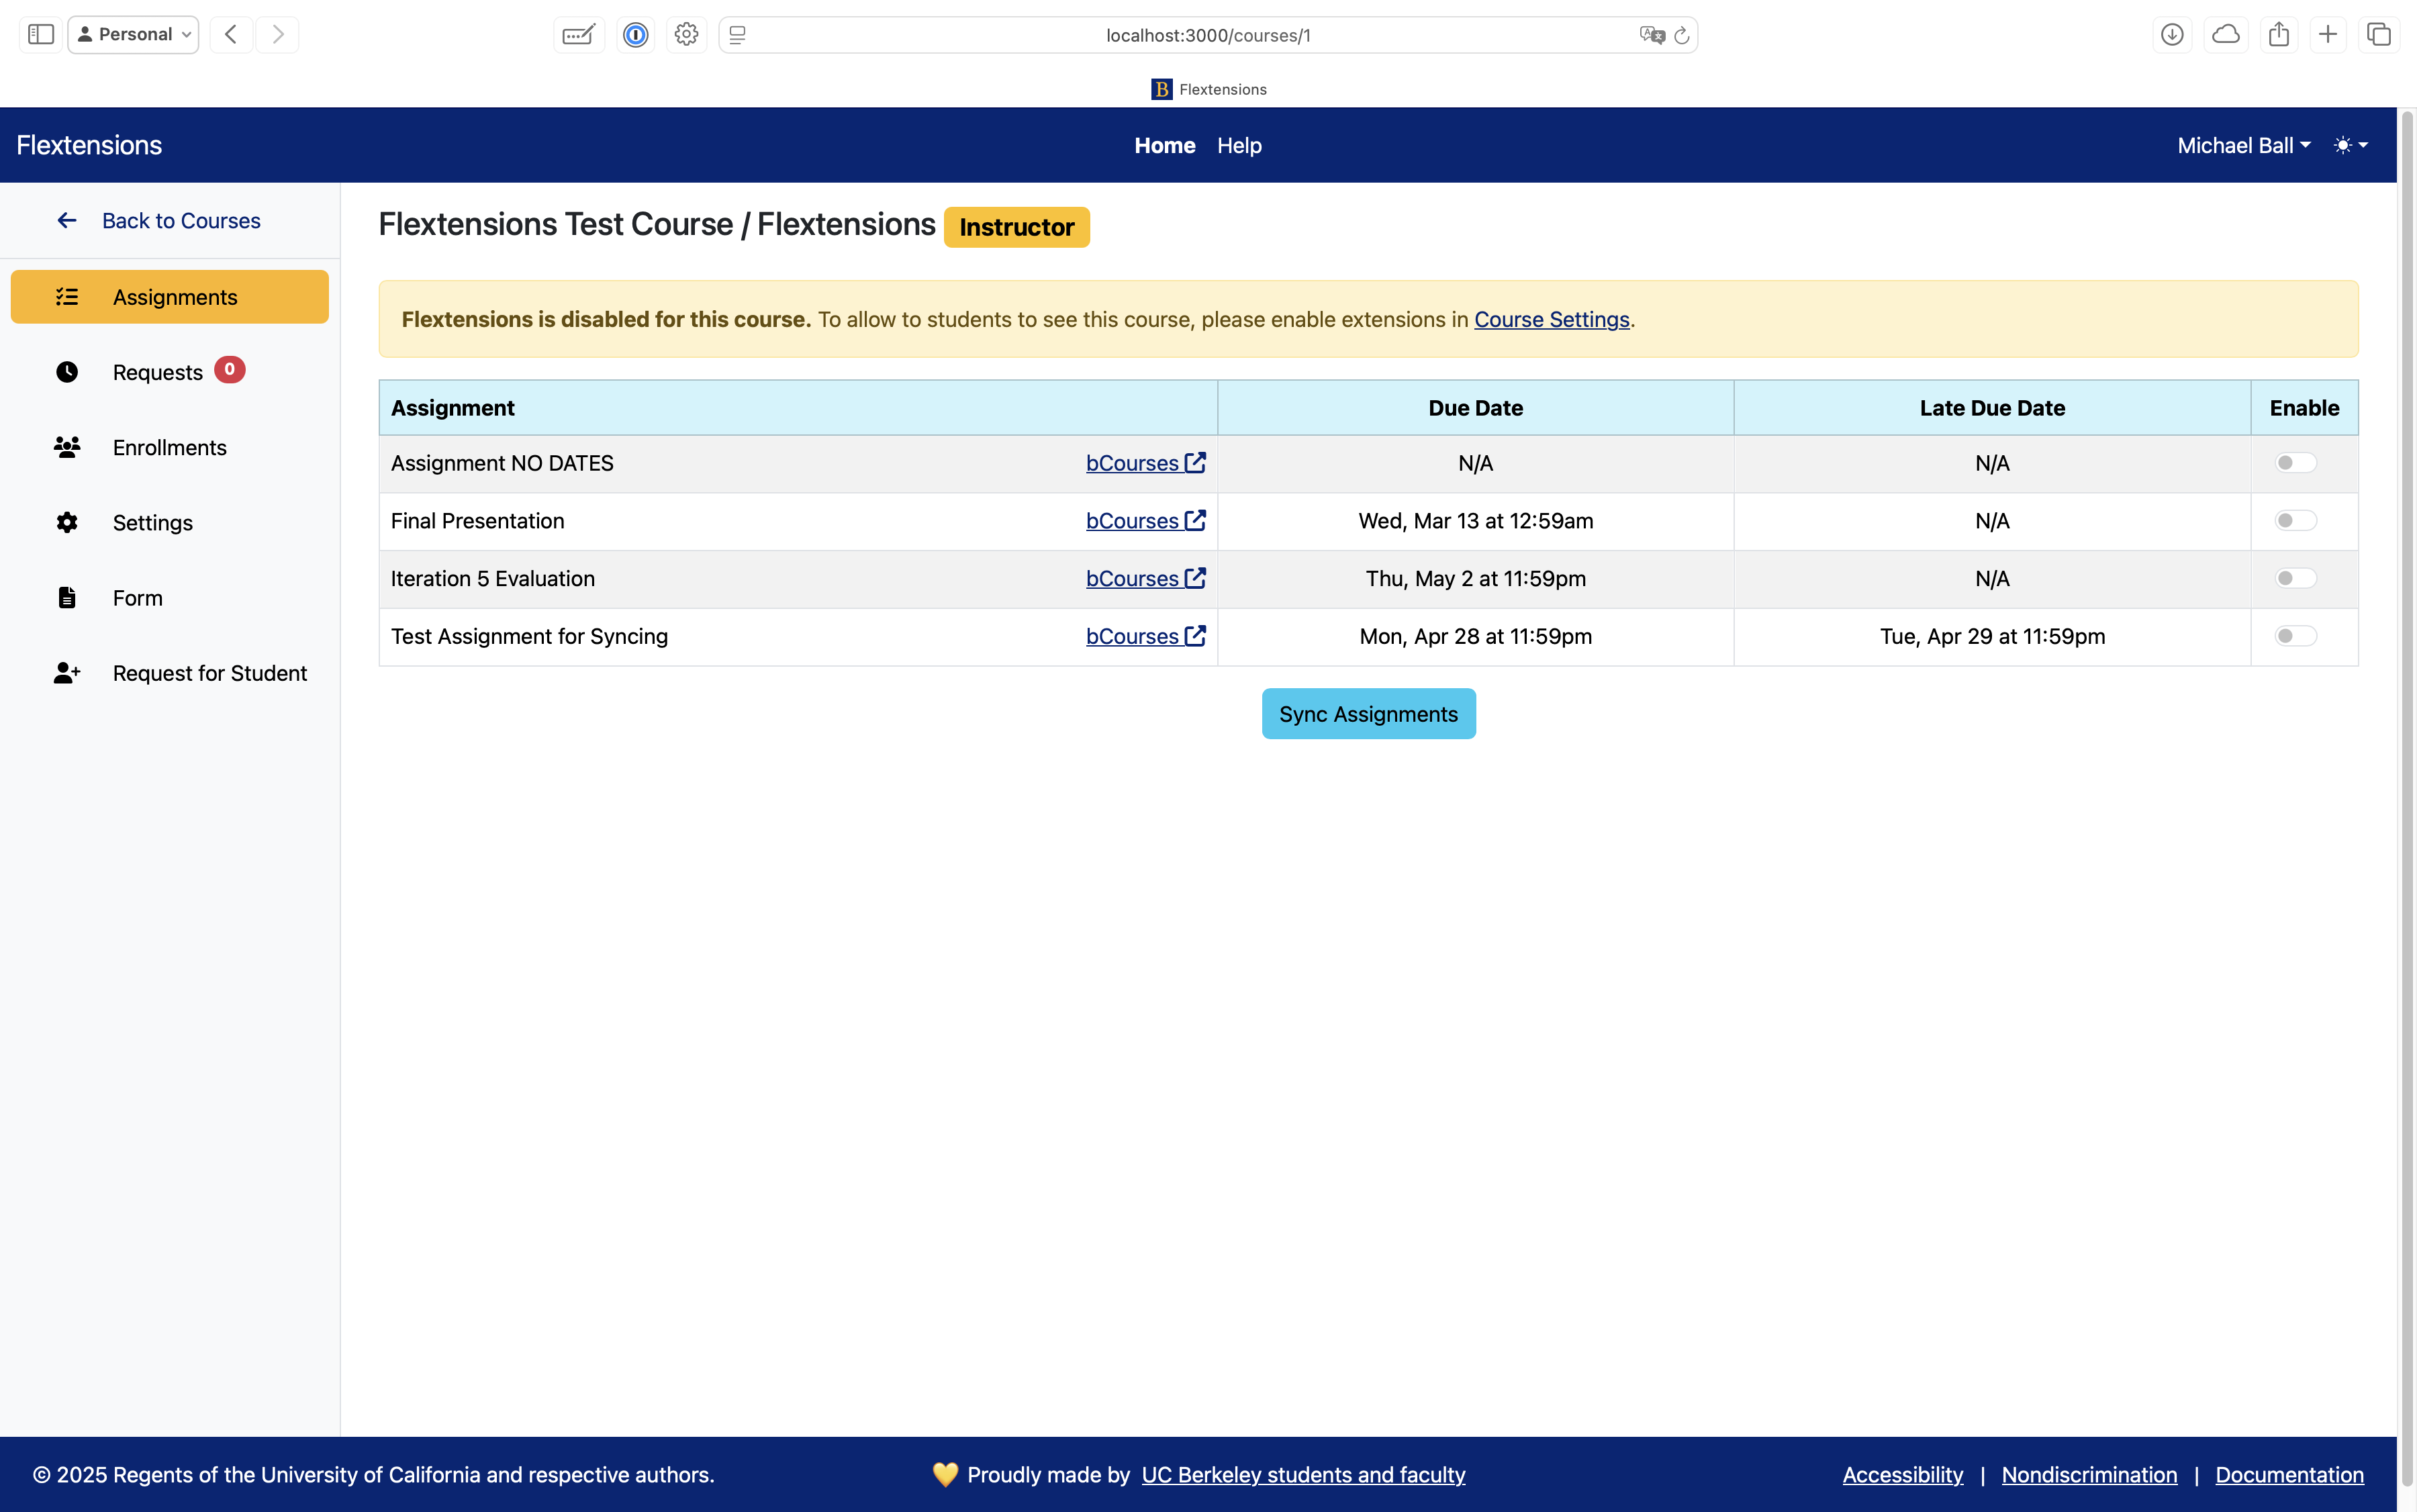 Personal
localhost:3000/courses/1
B Flextensions
Flextensions
Home Help
Michael Ball
Back to Courses
Flextensions Test Course / Flextensions Instructor
Assignments
Requests 0
Enrollments
Settings
Form
Request for Student
Flextensions is disabled for this course. To allow to students to see this course, please enable extensions in Course Settings.
Assignment Due Date Late Due Date Enable
Assignment NO DATES bCourses N/A N/A
Final Presentation bCourses Wed, Mar 13 at 12:59am N/A
Iteration 5 Evaluation bCourses Thu, May 2 at 11:59pm N/A
Test Assignment for Syncing bCourses Mon, Apr 28 at 11:59pm Tue, Apr 29 at 11:59pm
Sync Assignments
© 2025 Regents of the University of California and respective authors.
💛 Proudly made by UC Berkeley students and faculty
Accessibility | Nondiscrimination | Documentation